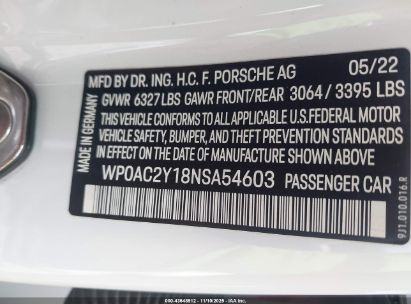 MFD BY DR. ING. H.C. F. PORSCHE AG 05/22
GVWR 6327 LBS GAWR FRONT/REAR 3064/ 3395 LBS
THIS VEHICLE CONFORMS TO ALL APPLICABLE U.S. FEDERAL MOTOR
VEHICLE SAFETY, BUMPER, AND THEFT PREVENTION STANDARDS
IN EFFECT ON THE DATE OF MANUFACTURE SHOWN ABOVE.
WP0AC2Y18NSA54603 PASSENGER CAR
MADE IN GERMANY
9J1.010.016.R